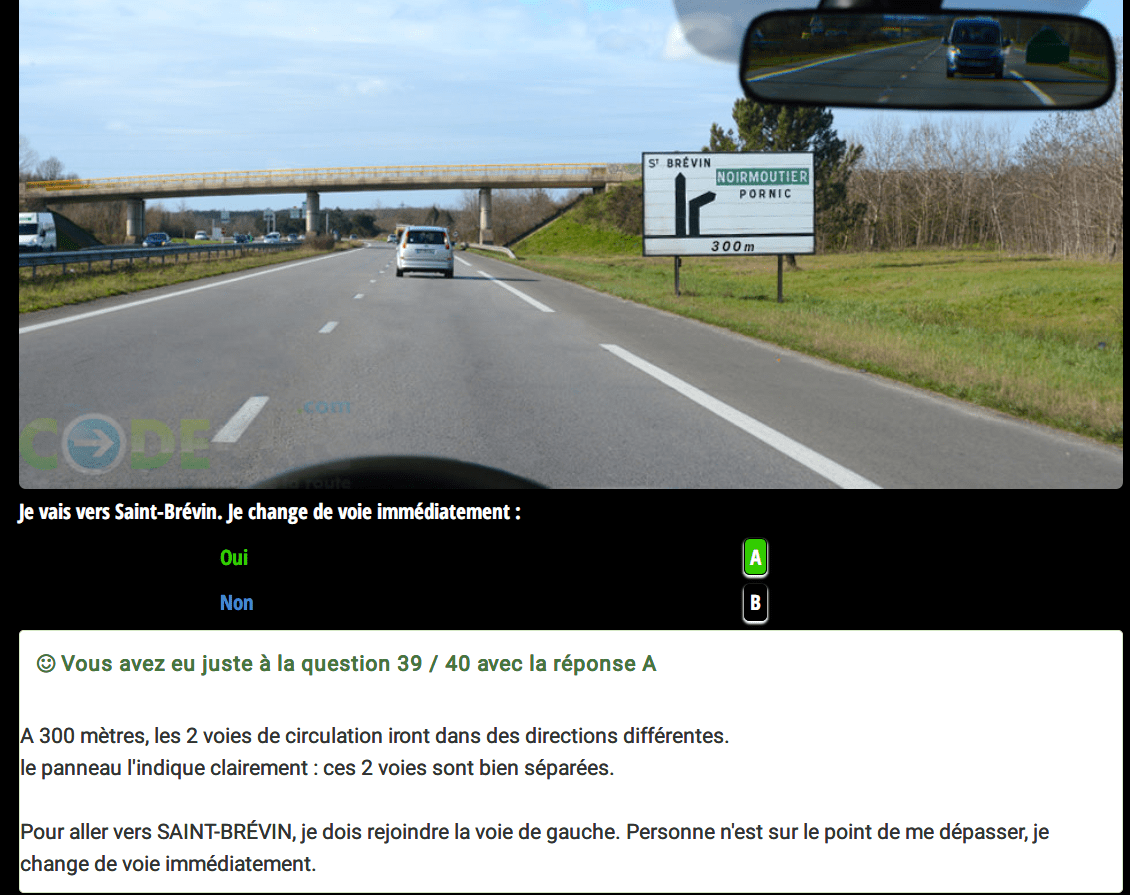 Sᵀ BRÉVIN
NOIRMOUTIER
PORNIC
300m
CODE
.com
la route
Je vais vers Saint-Brévin. Je change de voie immédiatement :
Oui A
Non B
Vous avez eu juste à la question 39 / 40 avec la réponse A
A 300 mètres, les 2 voies de circulation iront dans des directions différentes.
le panneau l'indique clairement : ces 2 voies sont bien séparées.
Pour aller vers SAINT-BRÉVIN, je dois rejoindre la voie de gauche. Personne n'est sur le point de me dépasser, je
change de voie immédiatement.